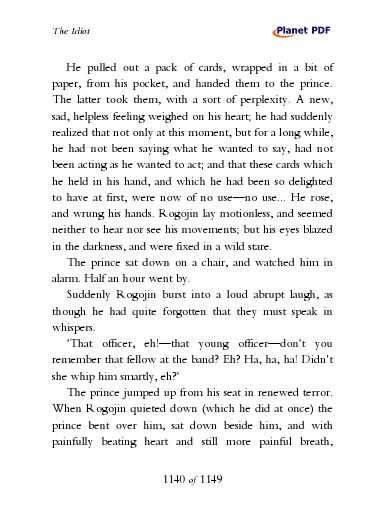 The Idiot
Planet PDF
He pulled out a pack of cards, wrapped in a bit of
paper, from his pocket, and handed them to the prince.
The latter took them, with a sort of perplexity. A new,
sad, helpless feeling weighed on his heart; he had suddenly
realized that not only at this moment, but for a long while,
he had not been saying what he wanted to say, had not
been acting as he wanted to act; and that these cards which
he held in his hand, and which he had been so delighted
to have at first, were now of no use—no use... He rose,
and wrung his hands. Rogojin lay motionless, and seemed
neither to hear nor see his movements; but his eyes blazed
in the darkness, and were fixed in a wild stare.
The prince sat down on a chair, and watched him in
alarm. Half an hour went by.
Suddenly Rogojin burst into a loud abrupt laugh, as
though he had quite forgotten that they must speak in
whispers.
'That officer, eh!—that young officer—don't you
remember that fellow at the band? Eh? Ha, ha, ha! Didn't
she whip him smartly, eh?'
The prince jumped up from his seat in renewed terror.
When Rogojin quieted down (which he did at once) the
prince bent over him, sat down beside him, and with
painfully beating heart and still more painful breath,
1140 of 1149